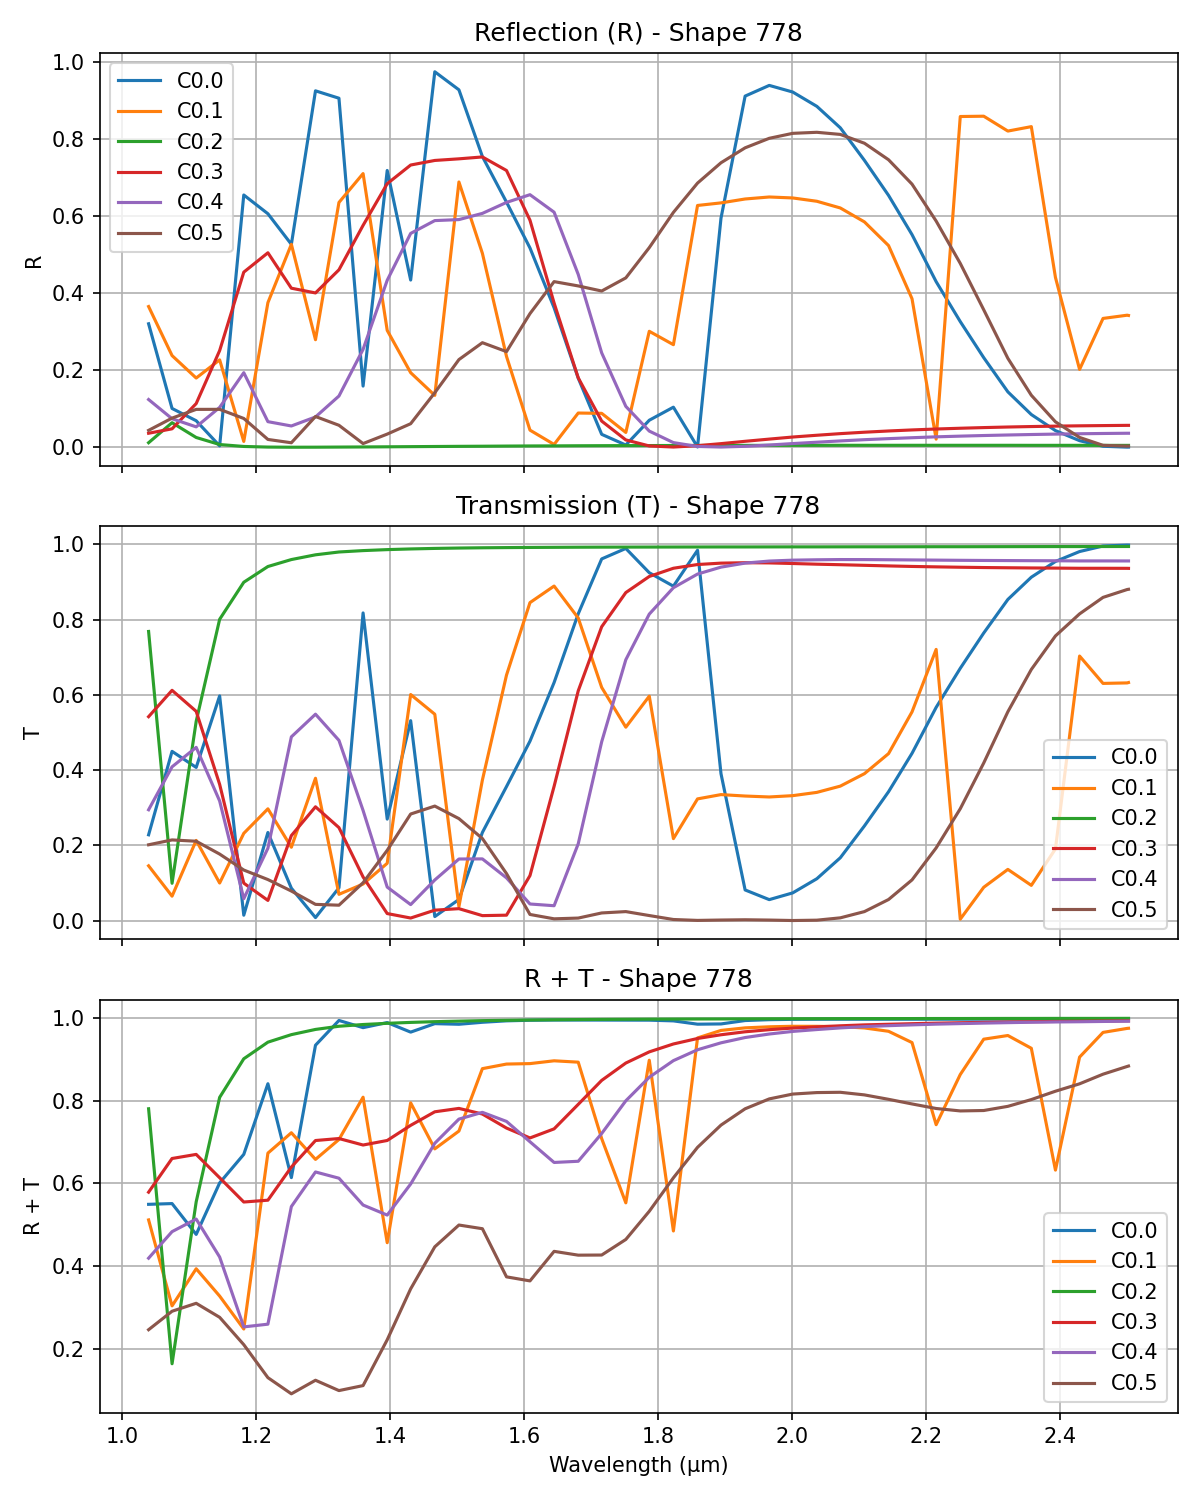 Reflection (R) - Shape 778
1.0
0.8
0.6
0.4
0.2
0.0
R
C0.0
C0.1
C0.2
C0.3
C0.4
C0.5
Transmission (T) - Shape 778
1.0
0.8
0.6
0.4
0.2
0.0
T
C0.0
C0.1
C0.2
C0.3
C0.4
C0.5
R + T - Shape 778
1.0
0.8
0.6
0.4
0.2
R + T
C0.0
C0.1
C0.2
C0.3
C0.4
C0.5
1.0 1.2 1.4 1.6 1.8 2.0 2.2 2.4
Wavelength (μm)